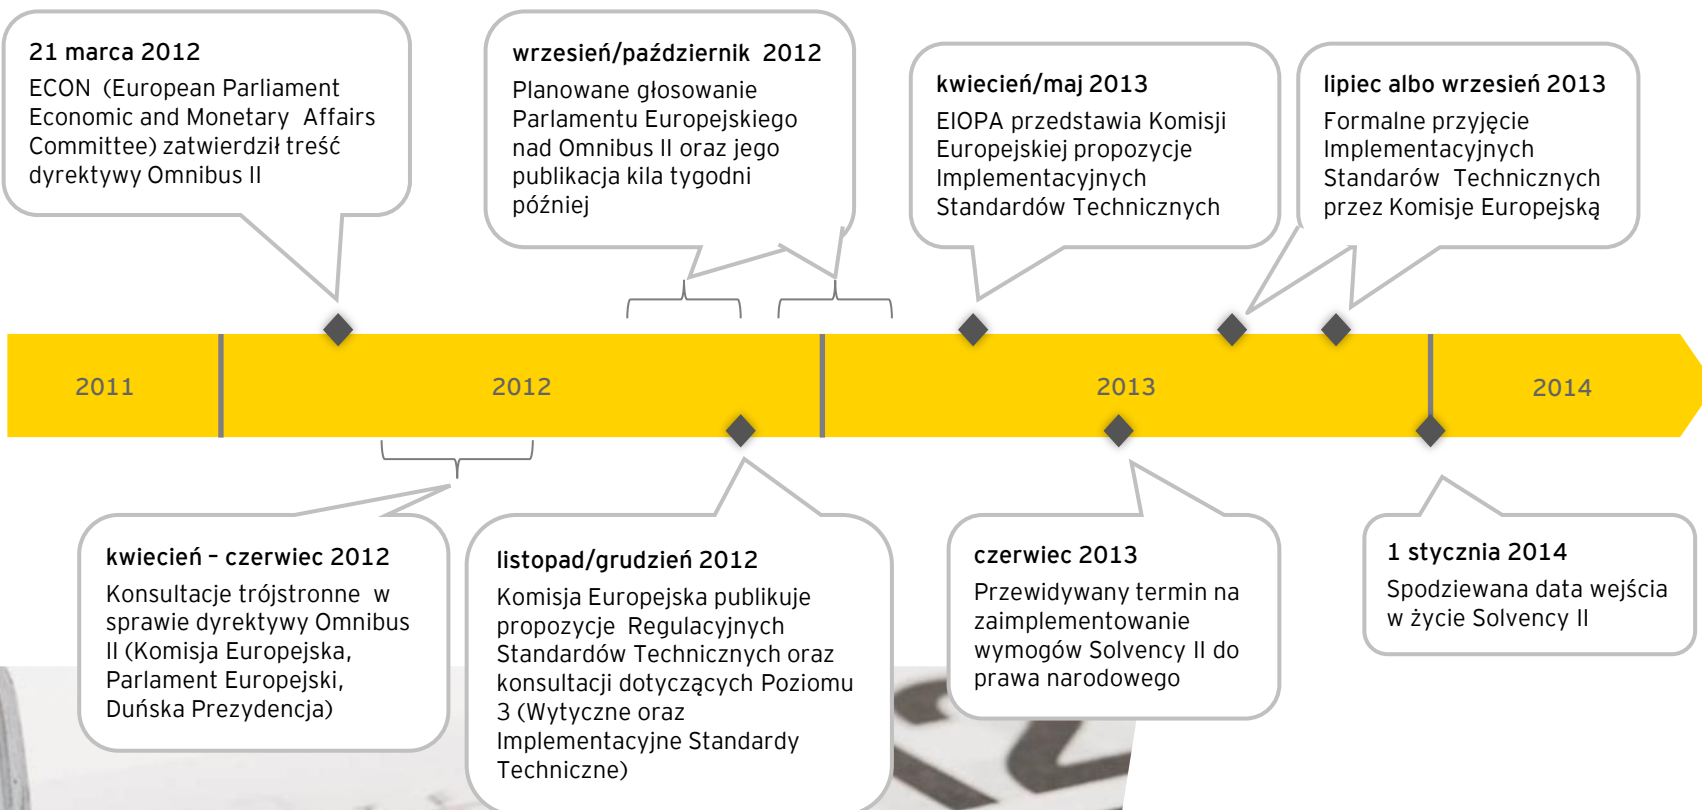 21 marca 2012
ECON (European Parliament
Economic and Monetary Affairs
Committee) zatwierdził treść
dyrektywy Omnibus II
wrzesień/październik 2012
Planowane głosowanie
Parlamentu Europejskiego
nad Omnibus II oraz jego
publikacja kila tygodni
później
kwiecień/maj 2013
EIOPA przedstawia Komisji
Europejskiej propozycje
Implementacyjnych
Standardów Technicznych
lipiec albo wrzesień 2013
Formalne przyjęcie
Implementacyjnych
Standarów Technicznych
przez Komisje Europejską
2011
2012
2013
2014
kwiecień – czerwiec 2012
Konsultacje trójstronne w
sprawie dyrektywy Omnibus
II (Komisja Europejska,
Parlament Europejski,
Duńska Prezydencja)
listopad/grudzień 2012
Komisja Europejska publikuje
propozycje Regulacyjnych
Standardów Technicznych oraz
konsultacji dotyczących Poziomu
3 (Wytyczne oraz
Implementacyjne Standardy
Techniczne)
czerwiec 2013
Przewidywany termin na
zaimplementowanie
wymogów Solvency II do
prawa narodowego
1 stycznia 2014
Spodziewana data wejścia
w życie Solvency II